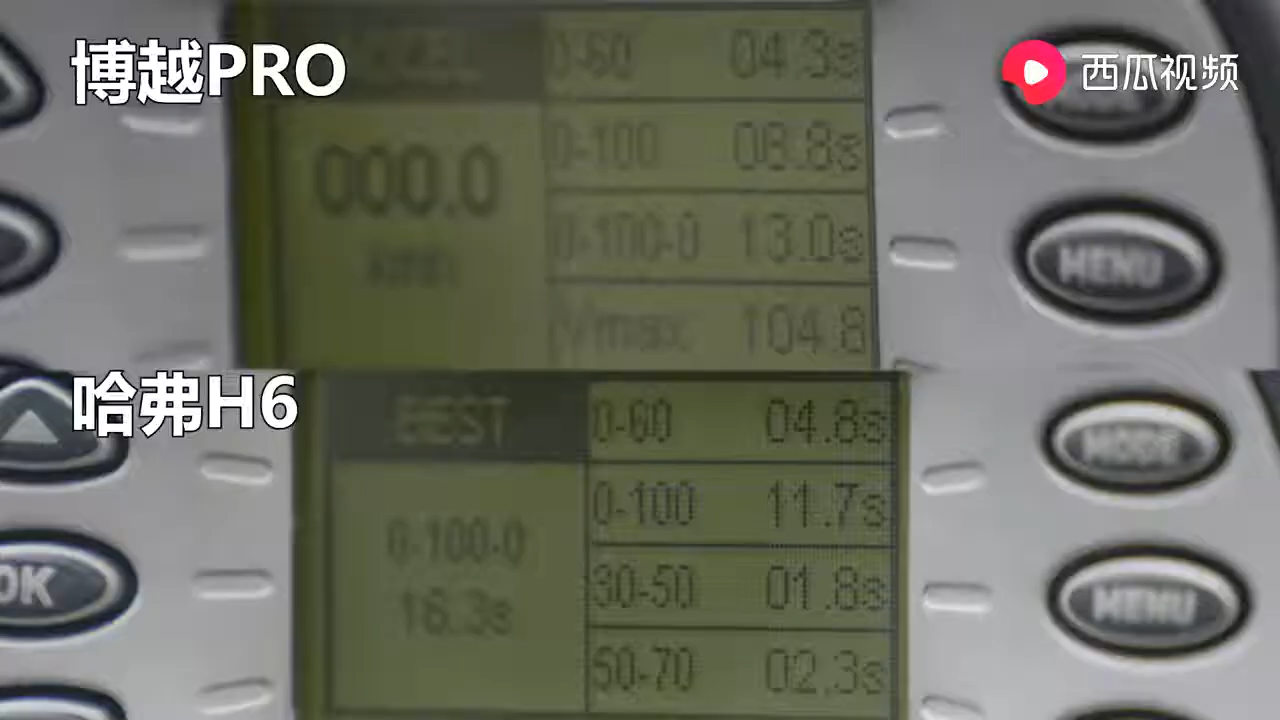 博越PRO
西瓜视频
0-60 04.3s
000.0
0-100 08.8s
km/h
0-100-0 13.0s
MENU
Vmax 104.8
哈弗H6
BEST
0-60 04.8s
MODE
0-100 11.7s
0-100-0
16.3s
OK
30-50 01.8s
MENU
50-70 02.3s